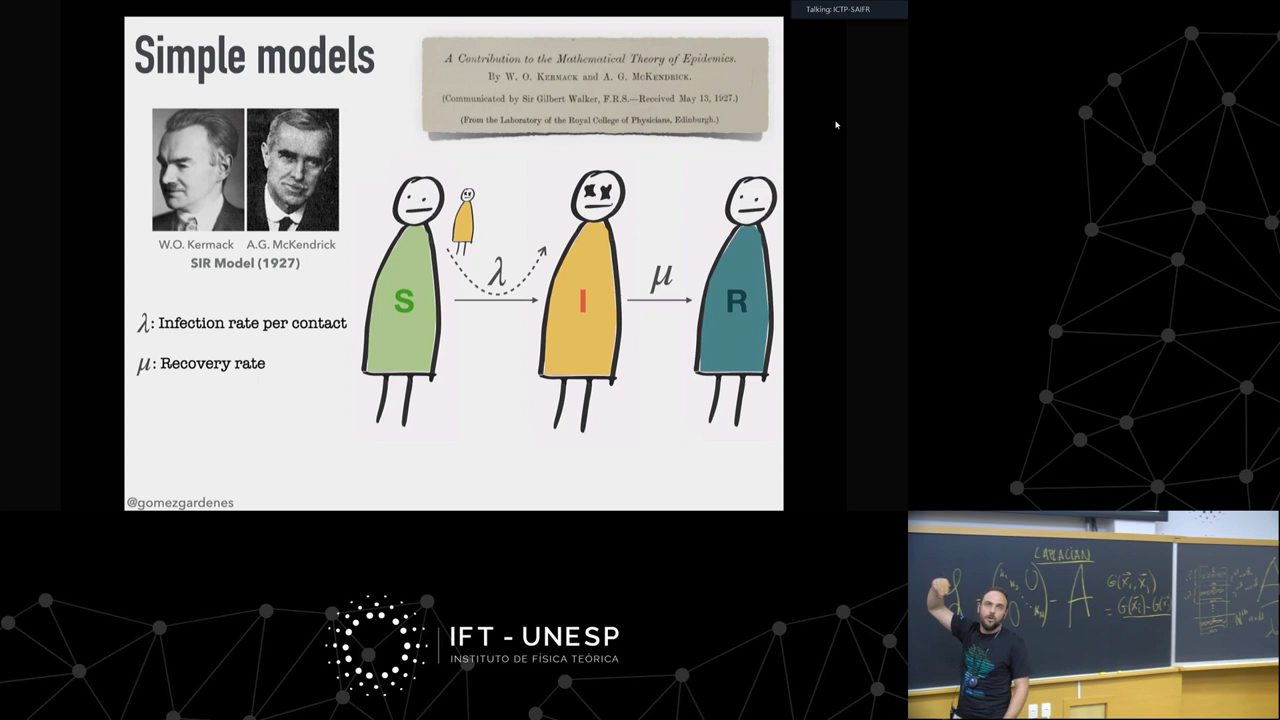 Talking: ICTP-SAIFR
Simple models
A Contribution to the Mathematical Theory of Epidemics.
By W. O. KERMACK and A. G. MCKENDRICK.
(Communicated by Sir Gilbert Walker, F.R.S.—Received May 13, 1927.)
(From the Laboratory of the Royal College of Physicians, Edinburgh.)
W.O. Kermack A.G. McKendrick
SIR Model (1927)
λ μ
S I R
λ: Infection rate per contact
μ: Recovery rate
@gomezgardenes
LAPLACIAN
IFT - UNESP
INSTITUTO DE FÍSICA TEÓRICA